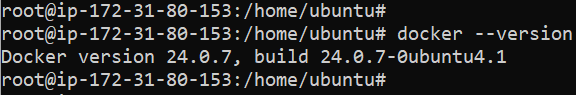 root@ip-172-31-80-153:/home/ubuntu#
root@ip-172-31-80-153:/home/ubuntu# docker --version
Docker version 24.0.7, build 24.0.7-0ubuntu4.1
root@ip-172-31-80-153:/home/ubuntu#